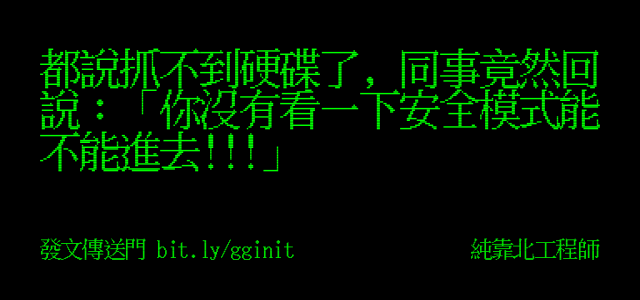 都說抓不到硬碟了，同事竟然回
說：「你沒有看一下安全模式能
不能進去!!!」
發文傳送門 bit.ly/gginit
純靠北工程師